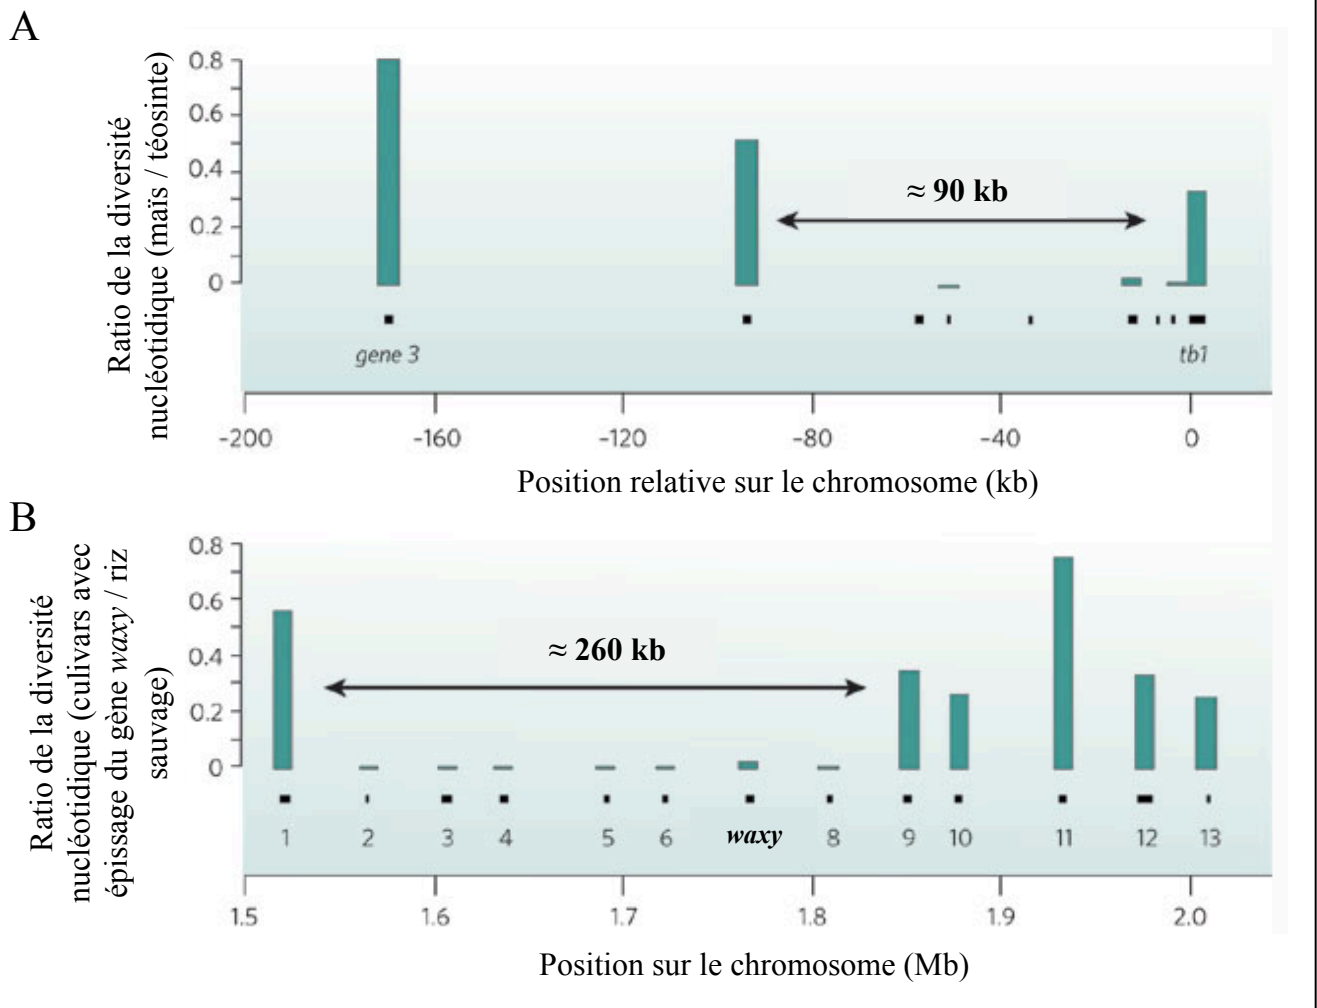 A
Ratio de la diversité
nucléotidique (maïs / téosinte)
0.8
0.6
0.4
0.2
0
≈ 90 kb
gene 3
tb1
-200
-160
-120
-80
-40
0
Position relative sur le chromosome (kb)
B
Ratio de la diversité
nucléotidique (culivars avec
épissage du gène waxy / riz
sauvage)
0.8
0.6
0.4
0.2
0
≈ 260 kb
1
2
3
4
5
6
waxy
8
9
10
11
12
13
1.5
1.6
1.7
1.8
1.9
2.0
Position sur le chromosome (Mb)